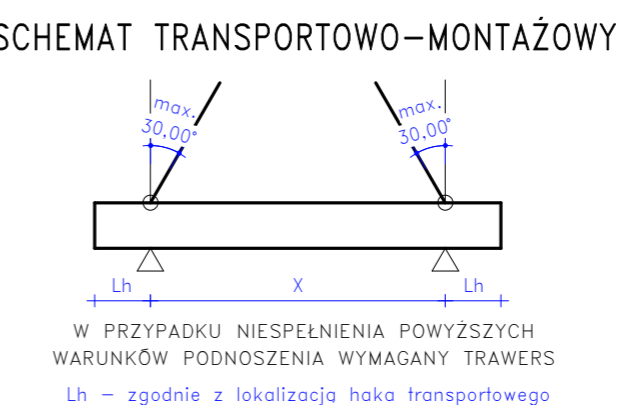 SCHEMAT TRANSPORTOWO-MONTAŻOWY
max.
30,00°
max.
30,00°
Lh
X
Lh
W PRZYPADKU NIESPEŁNIENIA POWYŻSZYCH
WARUNKÓW PODNOSZENIA WYMAGANY TRAWERS
Lh – zgodnie z lokalizacją haka transportowego